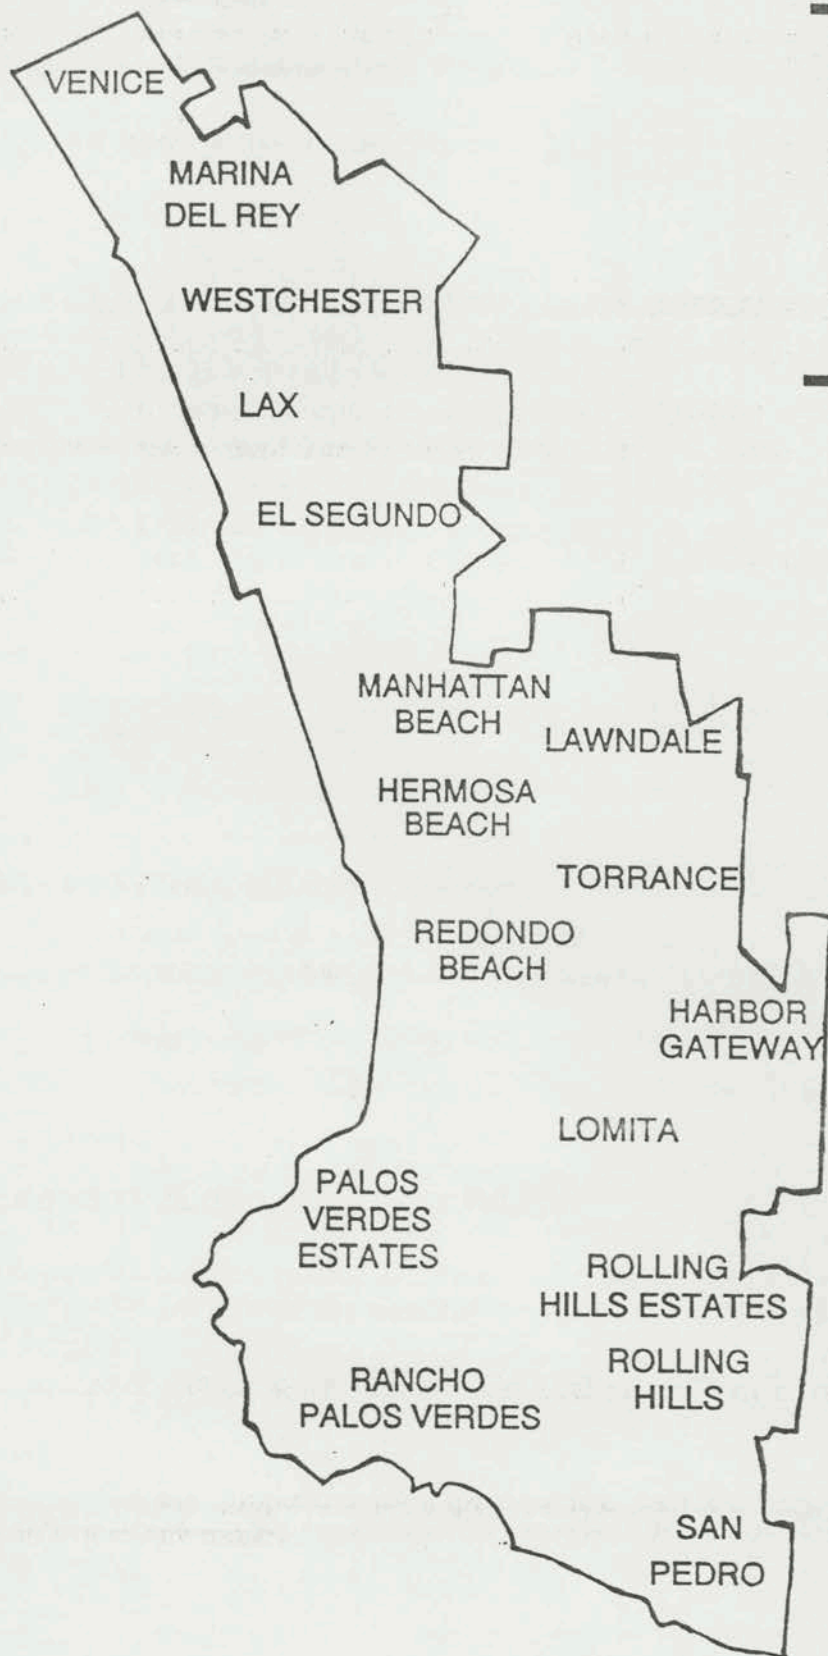 VENICE
MARINA
DEL REY
WESTCHESTER
LAX
EL SEGUNDO
MANHATTAN
BEACH
LAWNDALE
HERMOSA
BEACH
TORRANCE
REDONDO
BEACH
HARBOR
GATEWAY
LOMITA
PALOS
VERDES
ESTATES
ROLLING
HILLS ESTATES
ROLLING
HILLS
RANCHO
PALOS VERDES
SAN
PEDRO